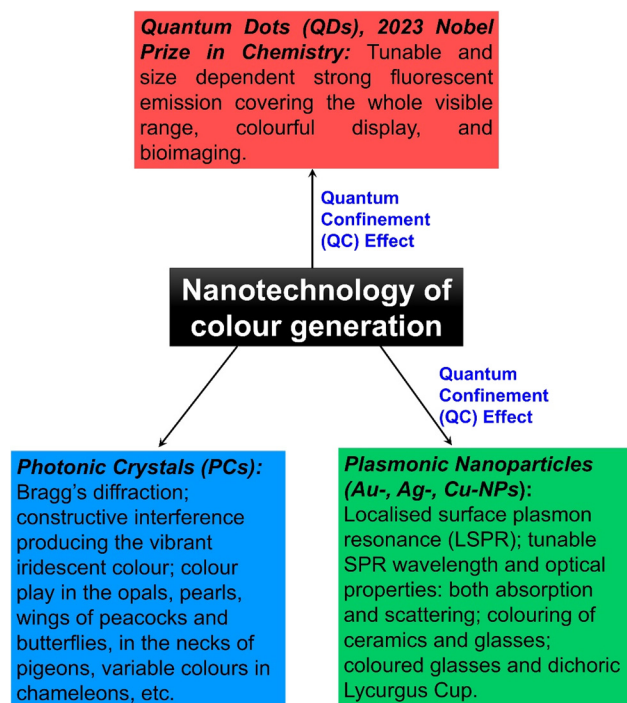 Quantum Dots (QDs), 2023 Nobel
Prize in Chemistry: Tunable and
size dependent strong fluorescent
emission covering the whole visible
range, colourful display, and
bioimaging.
Quantum
Confinement
(QC) Effect
Nanotechnology of
colour generation
Quantum
Confinement
(QC) Effect
Photonic Crystals (PCs):
Bragg's diffraction;
constructive interference
producing the vibrant
iridescent colour; colour
play in the opals, pearls,
wings of peacocks and
butterflies, in the necks of
pigeons, variable colours in
chameleons, etc.
Plasmonic Nanoparticles
(Au-, Ag-, Cu-NPs):
Localised surface plasmon
resonance (LSPR); tunable
SPR wavelength and optical
properties: both absorption
and scattering; colouring of
ceramics and glasses;
coloured glasses and dichoric
Lycurgus Cup.